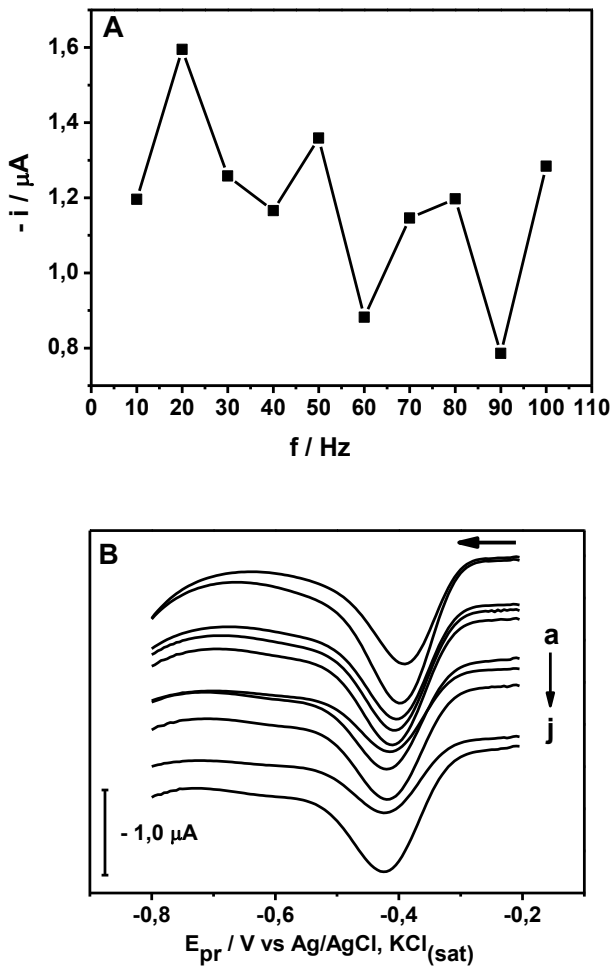 A
1,6
1,4
1,2
1,0
0,8
- i / μA
0 10 20 30 40 50 60 70 80 90 100 110
f / Hz
B
a
j
- 1,0 μA
-0,8 -0,6 -0,4 -0,2
E_pr / V vs Ag/AgCl, KCl_(sat)